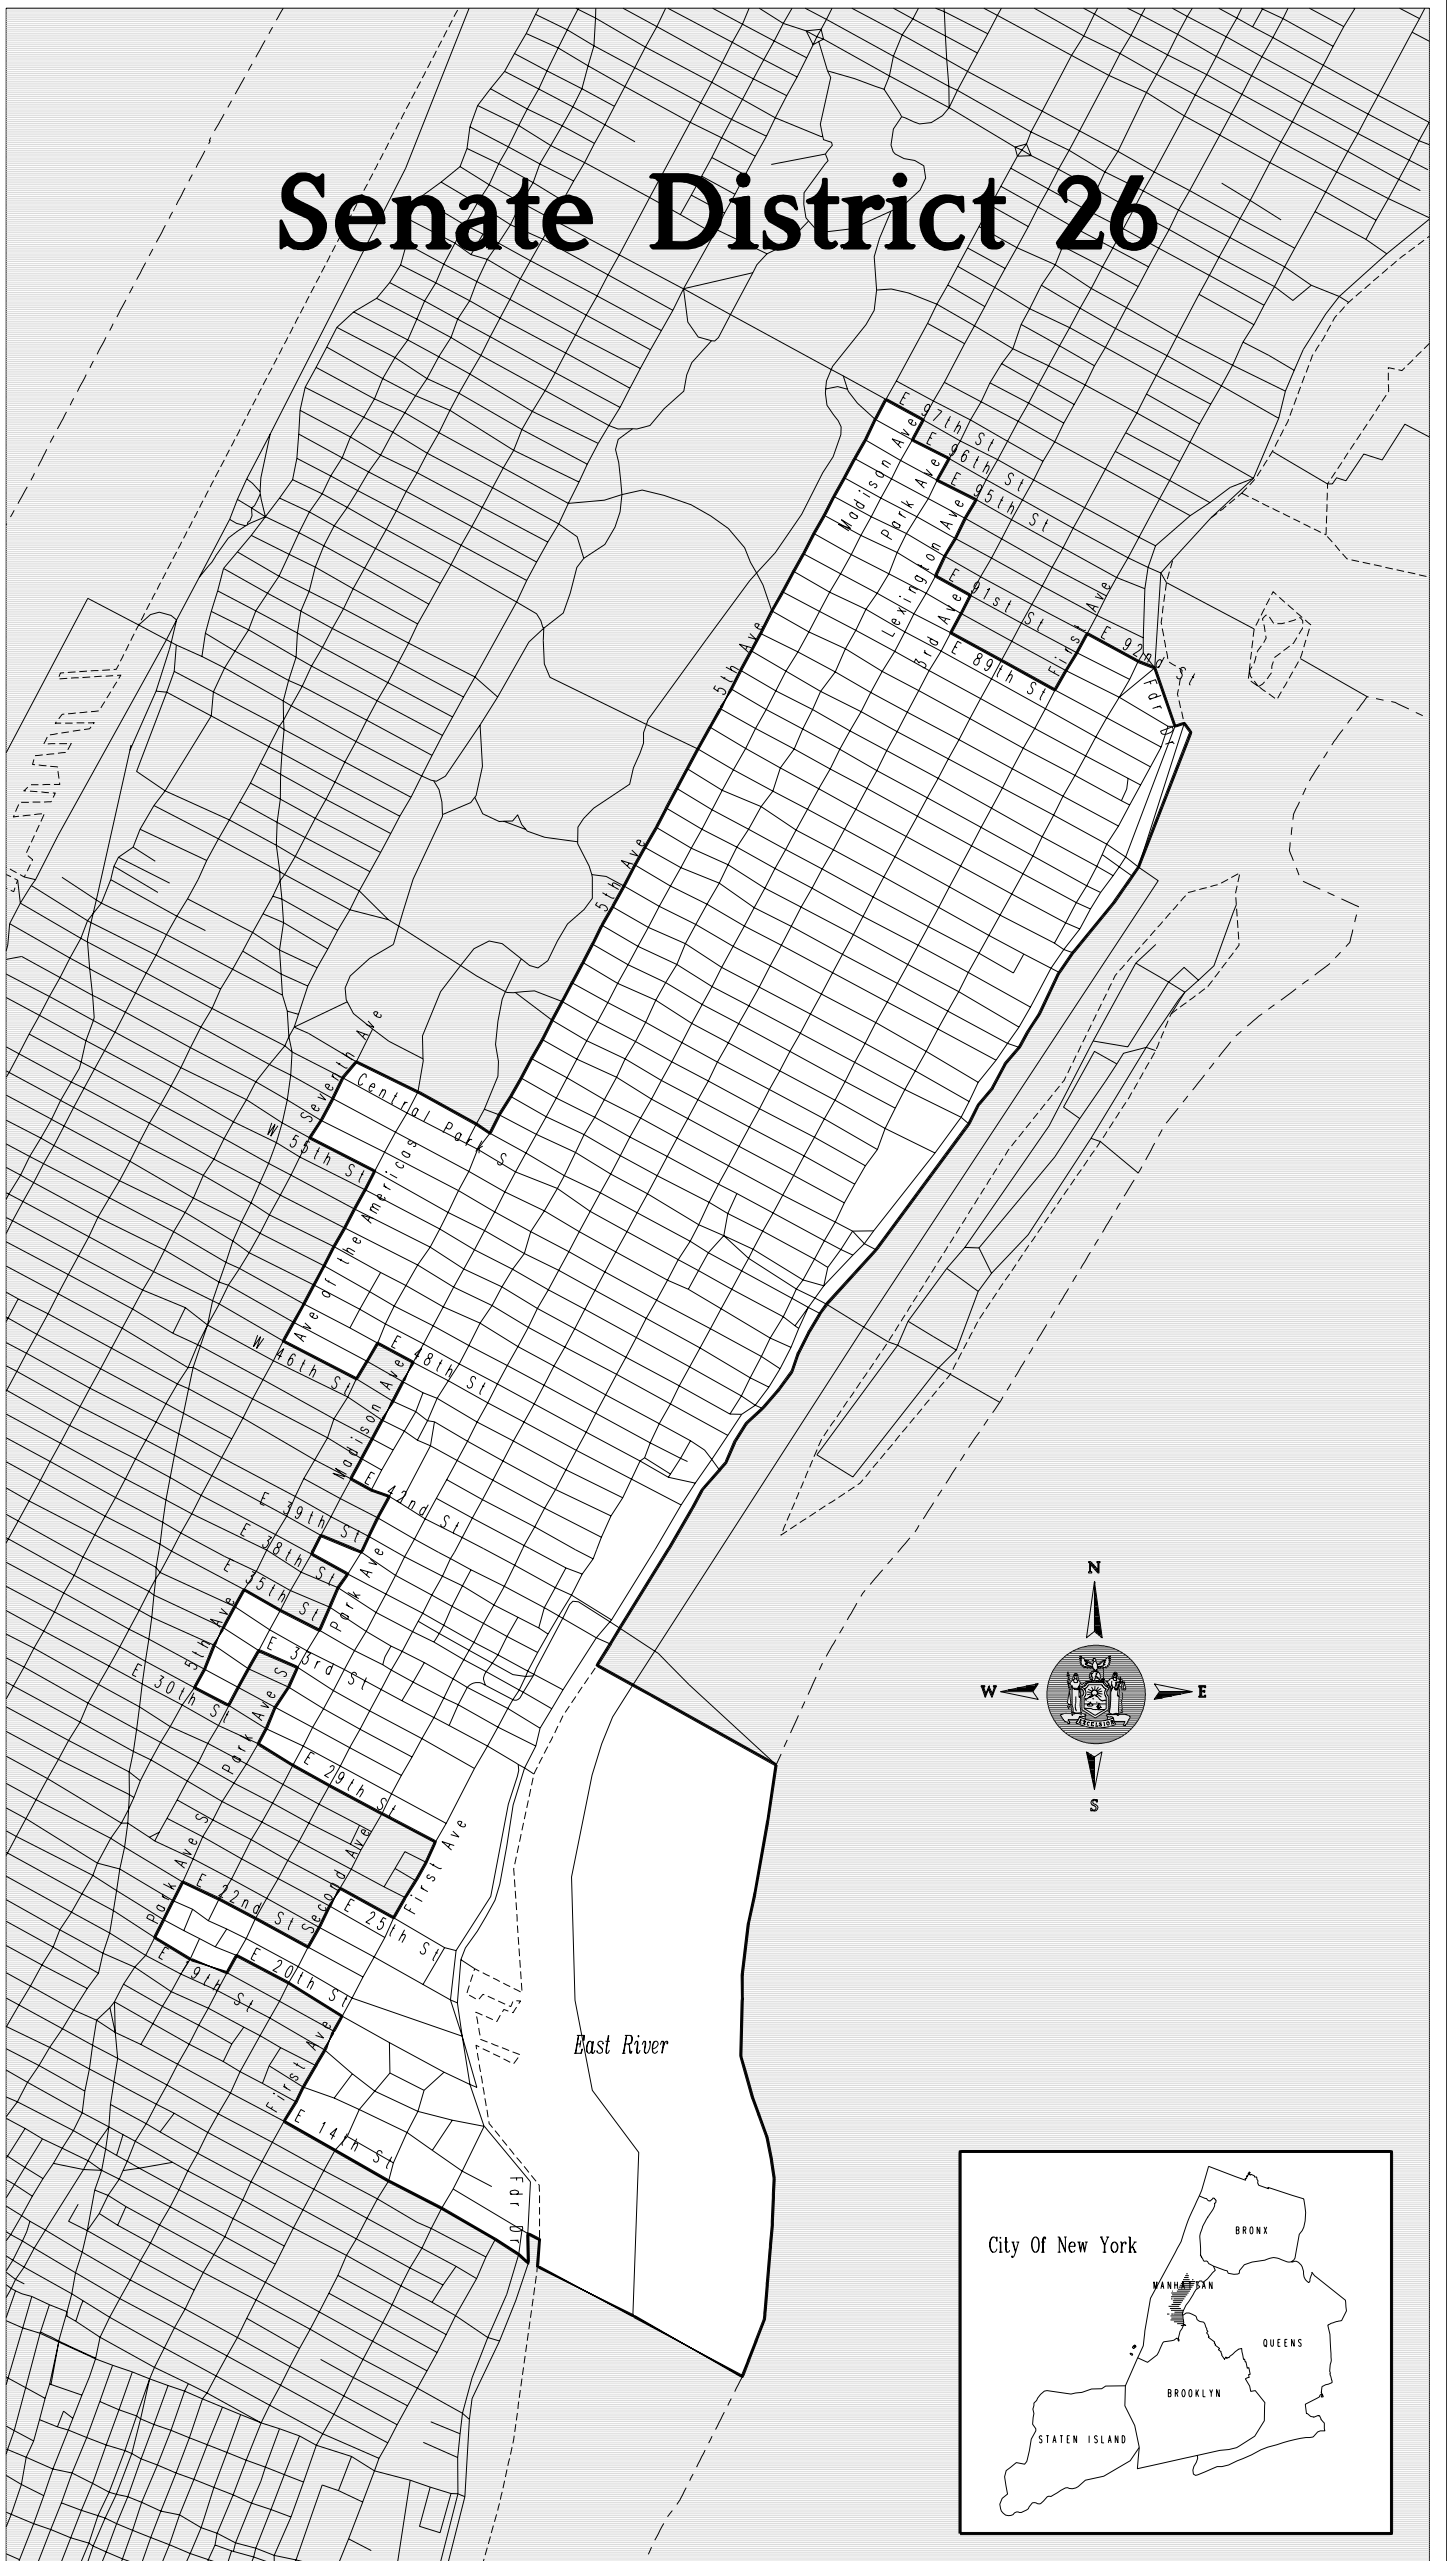 Senate District 26
E 97th St
E 96th St
E 95th St
Madison Ave
Park Ave
Lexington Ave
E 91st St
3rd Ave
First Ave
E 92nd St
E 89th St
Fdr Dr
5th Ave
5th Ave
Seventh Ave
Central Park S
W 55th St
Ave of the Americas
W 46th St
E 48th St
Madison Ave
E 42nd St
E 39th St
E 38th St
E 35th St
Park Ave
5th Ave
E 33rd St
E 30th St
Park Ave S
E 29th St
Park Ave S
First Ave
Second Ave
E 22nd St
E 25th St
E 20th St
E 19th St
First Ave
E 14th St
Fdr Dr
East River
N
W
E
S
EXCELSIOR
City Of New York
BRONX
MANHATTAN
QUEENS
BROOKLYN
STATEN ISLAND